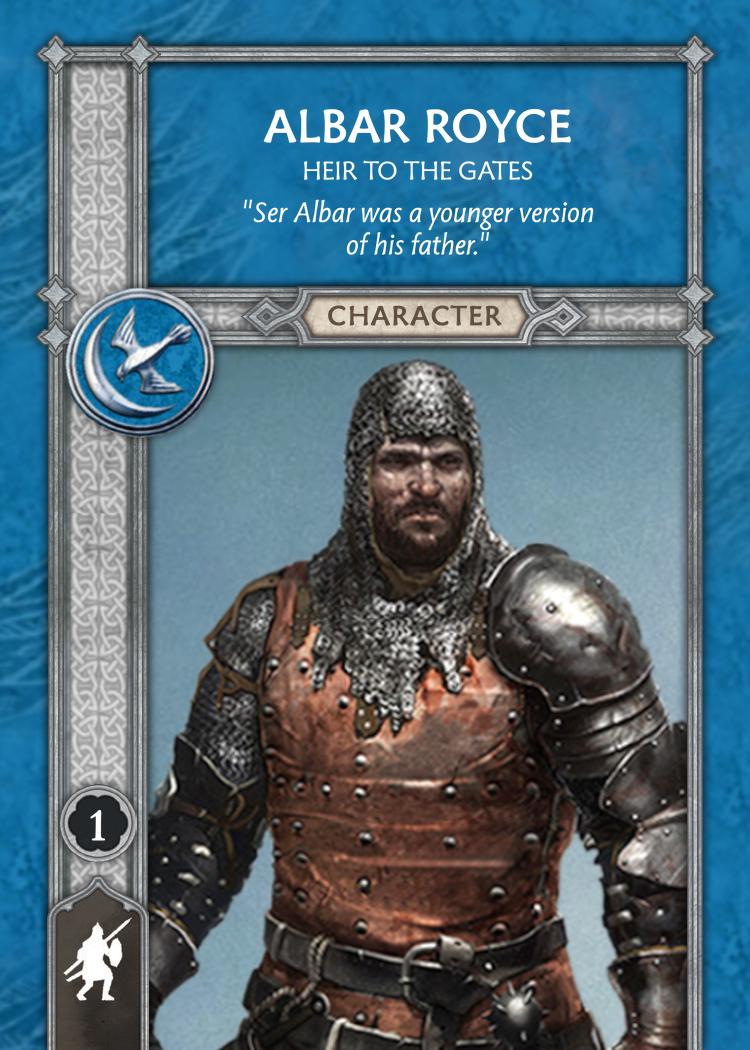 ALBAR ROYCE
HEIR TO THE GATES
"Ser Albar was a younger version
of his father."
CHARACTER
1